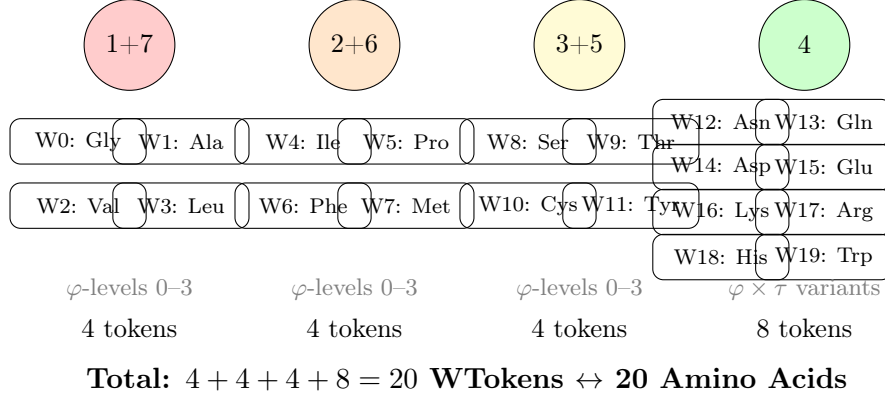 1+7 2+6 3+5 4
W12: Asn W13: Gln
W0: Gly W1: Ala W4: Ile W5: Pro W8: Ser W9: Thr
W14: Asp W15: Glu
W2: Val W3: Leu W6: Phe W7: Met W10: Cys W11: Tyr W16: Lys W17: Arg
W18: His W19: Trp
φ-levels 0–3 φ-levels 0–3 φ-levels 0–3 φ × τ variants
4 tokens 4 tokens 4 tokens 8 tokens
Total: 4 + 4 + 4 + 8 = 20 WTokens ↔ 20 Amino Acids